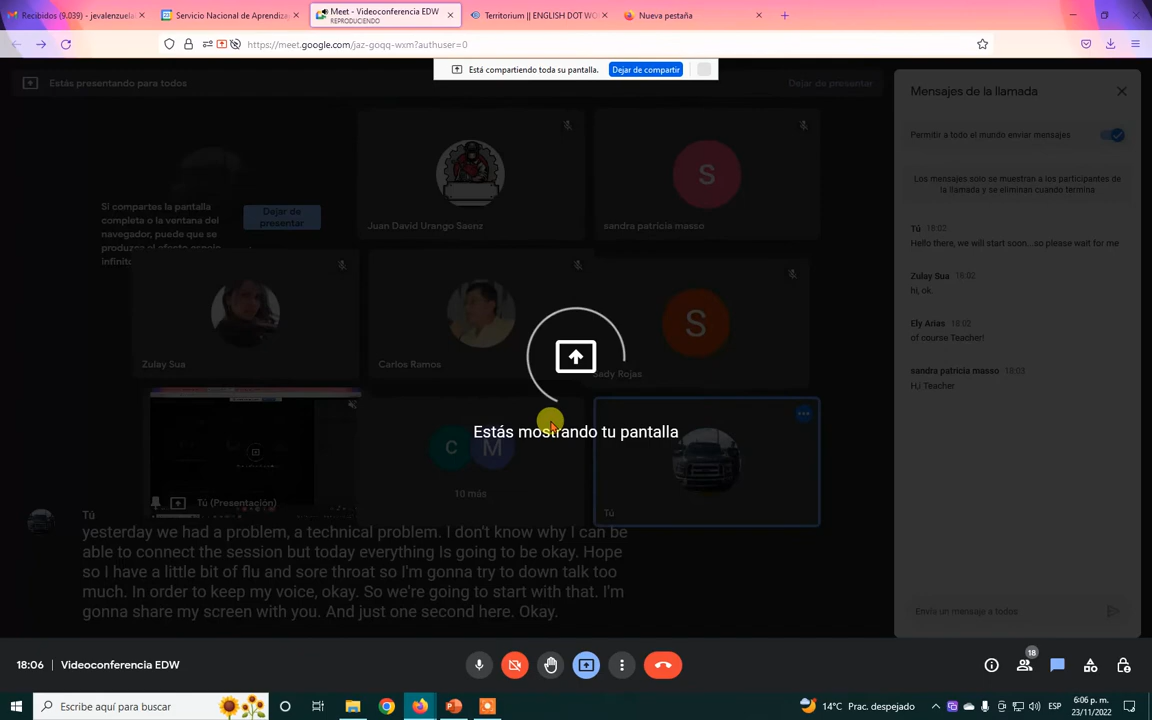 Recibidos (9.039) - jevalenzuela
Servicio Nacional de Aprendizaje
Meet - Videoconferencia EDW
REPRODUCIENDO
Territorium || ENGLISH DOT WO
Nueva pestaña
https://meet.google.com/jaz-goqq-wxm?authuser=0
Está compartiendo toda su pantalla.
Dejar de compartir
Estás presentando para todos
Dejar de presentar
Si compartes la pantalla
completa o la ventana del
navegador, puede que se
infinito
Dejar de
presentar
Juan David Urango Saenz
S
sandra patricia masso
Zulay Sua
Carlos Ramos
S
Sady Rojas
Estás mostrando tu pantalla
Tú (Presentación)
C
M
10 más
Tú
Tú
yesterday we had a problem, a technical problem. I don't know why I can be
able to connect the session but today everything is going to be okay. Hope
so I have a little bit of flu and sore throat so I'm gonna try to down talk too
much. In order to keep my voice, okay. So we're going to start with that. I'm
gonna share my screen with you. And just one second here. Okay.
Mensajes de la llamada
Permitir a todo el mundo enviar mensajes
Los mensajes solo se muestran a los participantes de
la llamada y se eliminan cuando termina
Tú 18:02
Hello there, we will start soon...so please wait for me
Zulay Sua 18:02
hi, ok.
Ely Arias 18:02
of course Teacher!
sandra patricia masso 18:03
H,i Teacher
Envía un mensaje a todos
18:06 | Videoconferencia EDW
18
Escribe aquí para buscar
14°C Prac. despejado
ESP
6:06 p. m.
23/11/2022